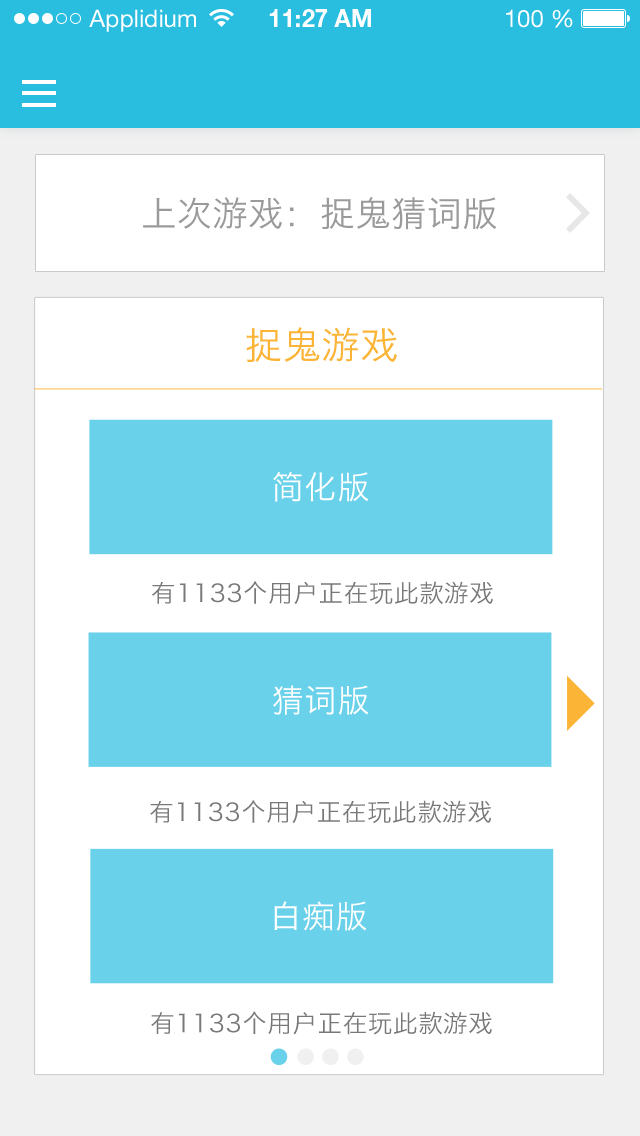 Applidium 11:27 AM 100 %
上次游戏：捉鬼猜词版
捉鬼游戏
简化版
有1133个用户正在玩此款游戏
猜词版
有1133个用户正在玩此款游戏
白痴版
有1133个用户正在玩此款游戏